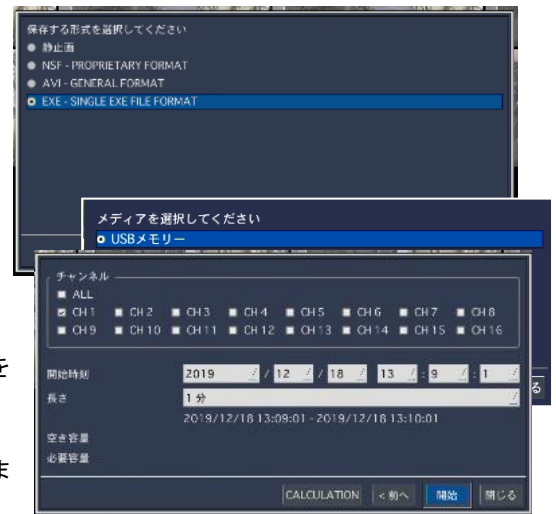 保存する形式を選択してください
静止画
NSF - PROPRIETARY FORMAT
AVI - GENERAL FORMAT
EXE - SINGLE EXE FILE FORMAT
メディアを選択してください
USBメモリー
チャンネル
ALL
CH 1 CH 2 CH 3 CH 4 CH 5 CH 6 CH 7 CH 8
CH 9 CH 10 CH 11 CH 12 CH 13 CH 14 CH 15 CH 16
を
開始時刻 2019 / 12 / 18 13 : 9 : 1
る
長さ 1 分
2019/12/18 13:09:01 - 2019/12/18 13:10:01
空き容量
必要容量
ま
CALCULATION <前へ 開始 閉じる